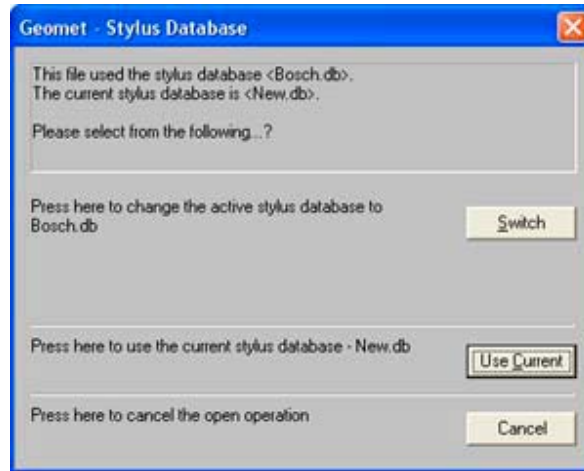 Geomet - Stylus Database
This file used the stylus database <Bosch.db>.
The current stylus database is <New.db>.
Please select from the following...?
Press here to change the active stylus database to
Bosch.db
Switch
Press here to use the current stylus database - New.db
Use Current
Press here to cancel the open operation
Cancel